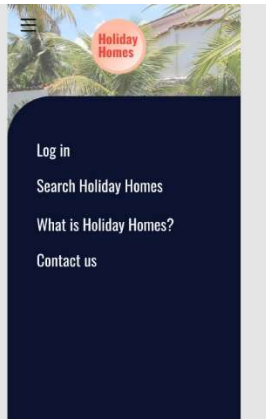 Holiday
Homes
Log in
Search Holiday Homes
What is Holiday Homes?
Contact us